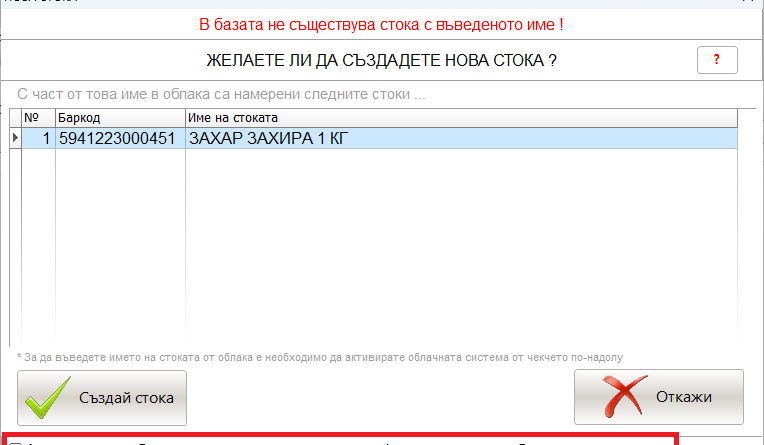 В базата не съществува стока с въведеното име !
ЖЕЛАЕТЕ ЛИ ДА СЪЗДАДЕТЕ НОВА СТОКА ?
?
С част от това име в облака са намерени следните стоки ...
№ Баркод Име на стоката
1 5941223000451 ЗАХАР ЗАХИРА 1 КГ
* За да въведете името на стоката от облака е необходимо да активирате облачната система от чекчето по-надолу
Създай стока
Откажи